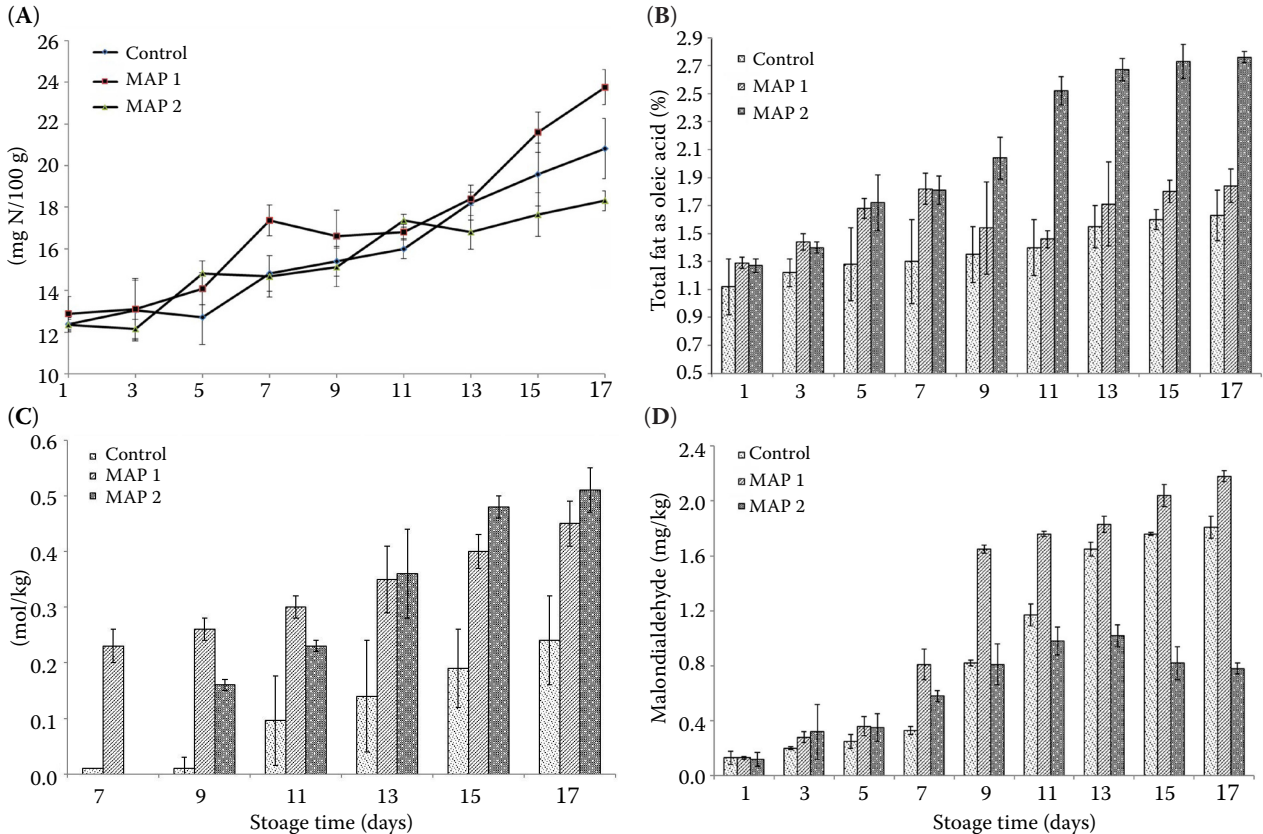 (A)
(mg N/100 g)
26
24
22
20
18
16
14
12
10
Control
MAP 1
MAP 2
1 3 5 7 9 11 13 15 17
(B)
Total fat as oleic acid (%)
2.9
2.7
2.5
2.3
2.1
1.9
1.7
1.5
1.3
1.1
0.9
0.7
0.5
Control
MAP 1
MAP 2
1 3 5 7 9 11 13 15 17
(C)
(mol/kg)
0.6
0.5
0.4
0.3
0.2
0.1
0.0
Control
MAP 1
MAP 2
7 9 11 13 15 17
Stoage time (days)
(D)
Malondialdehyde (mg/kg)
2.4
2.0
1.6
1.2
0.8
0.4
0.0
Control
MAP 1
MAP 2
1 3 5 7 9 11 13 15 17
Stoage time (days)